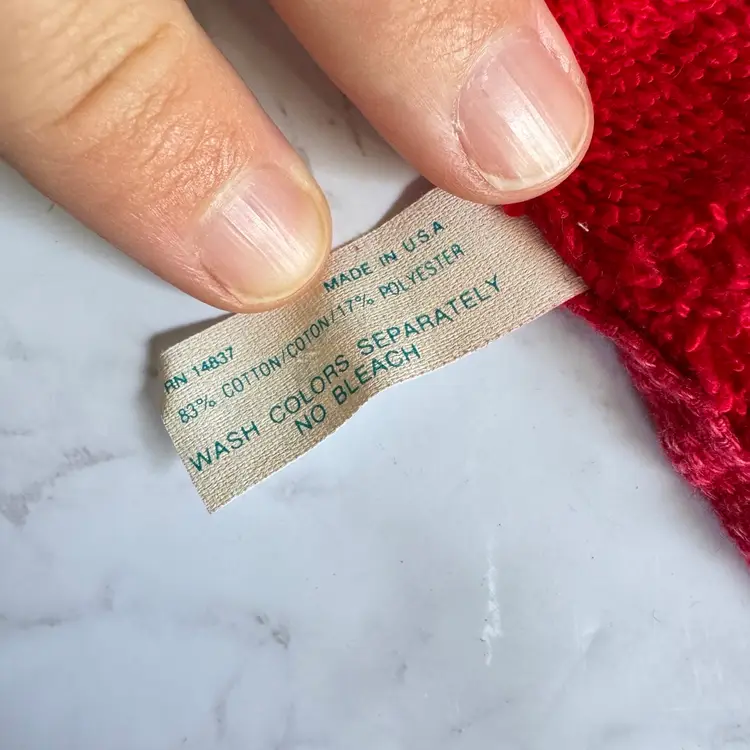 MADE IN U.S.A
RN 14837
83% COTTON/COTON/17% POLYESTER
WASH COLORS SEPARATELY
NO BLEACH